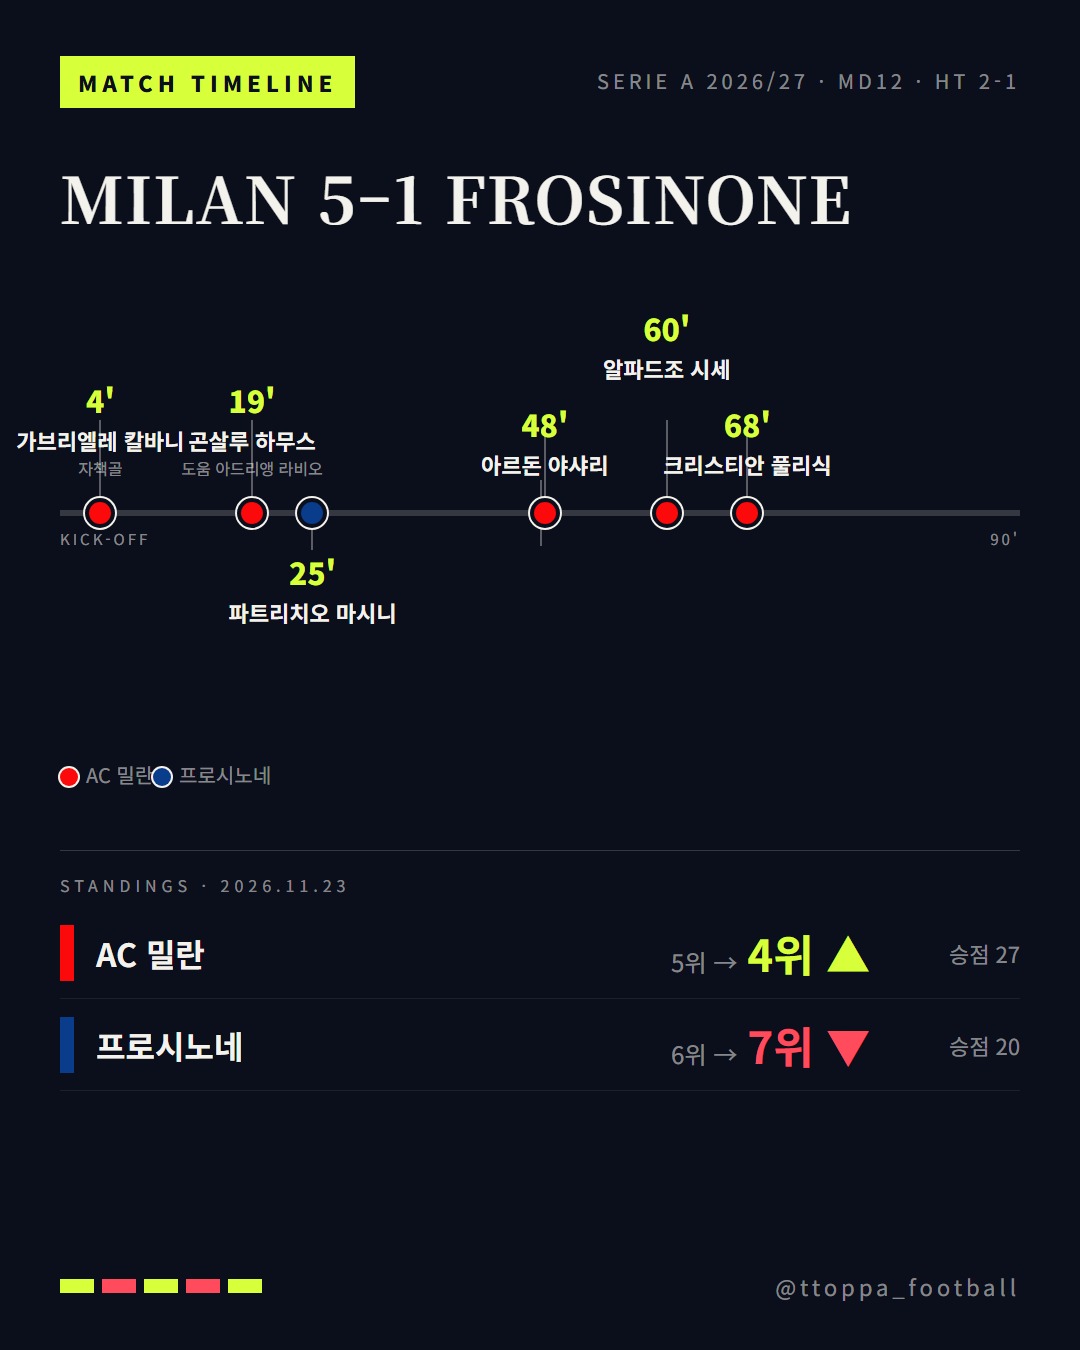 MATCH TIMELINE
SERIE A 2026/27 · MD12 · HT 2-1
MILAN 5–1 FROSINONE
60'
알파드조 시세
4'
가브리엘레 칼바니
자책골
19'
곤살루 하무스
도움 아드리앵 라비오
48'
아르돈 야샤리
68'
크리스티안 풀리식
KICK-OFF
90'
25'
파트리치오 마시니
AC 밀란
프로시노네
STANDINGS · 2026.11.23
AC 밀란 5위 → 4위 ▲ 승점 27
프로시노네 6위 → 7위 ▼ 승점 20
@ttoppa_football